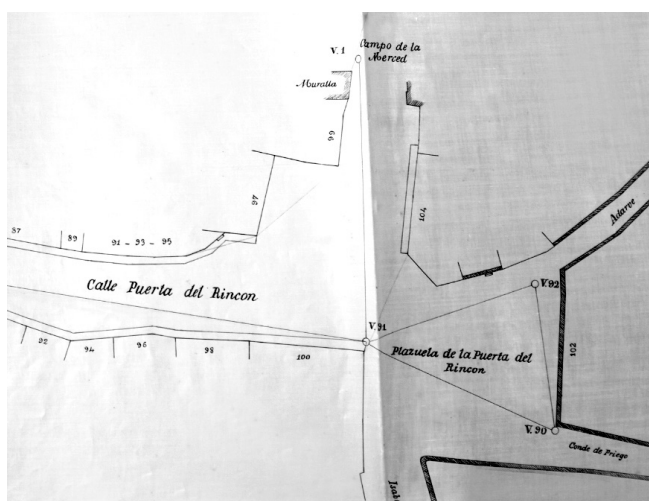 V. 1
Campo de la
Merced
Muralla
99
97
104
Adarve
87
89
91 - 93 - 95
Calle Puerta del Rincon
V. 92
V. 91
92
94
96
98
100
Plazuela de la Puerta del
Rincon
102
V. 90
Conde de Priego